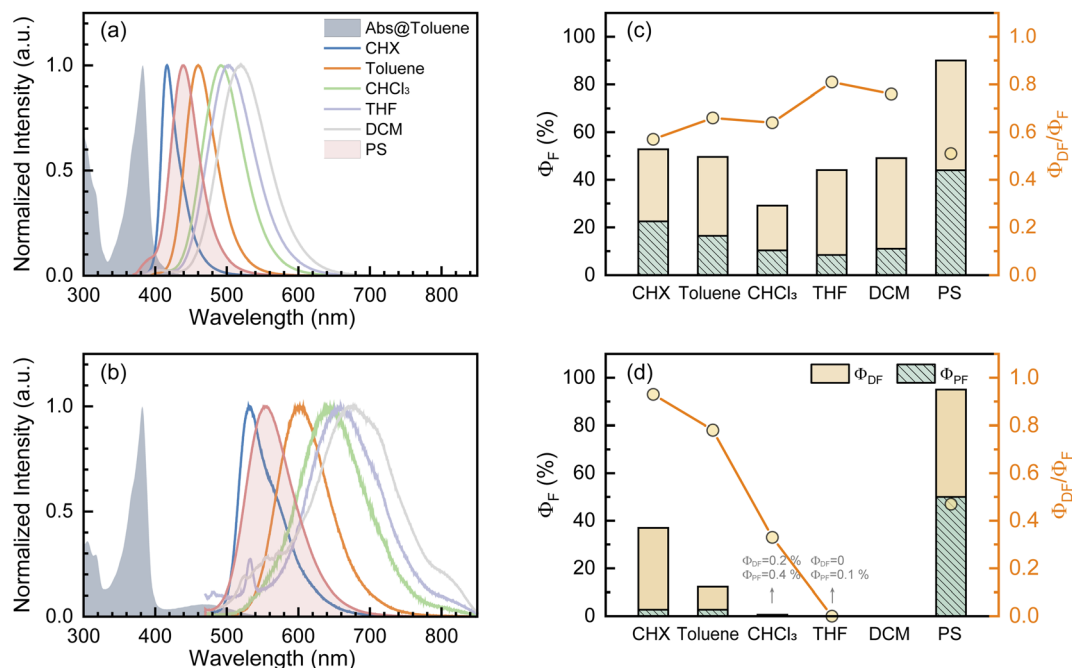 (a)
Abs@Toluene
CHX
Toluene
CHCl₃
THF
DCM
PS
Normalized Intensity (a.u.)
1.0
0.5
0.0
300 400 500 600 700 800
Wavelength (nm)
(c)
Φ_F (%)
100
80
60
40
20
0
CHX Toluene CHCl₃ THF DCM PS
1.0
0.8
0.6
0.4
0.2
0.0
Φ_DF/Φ_F
(b)
Normalized Intensity (a.u.)
1.0
0.5
0.0
300 400 500 600 700 800
Wavelength (nm)
(d)
Φ_DF Φ_PF
Φ_F (%)
100
80
60
40
20
0
Φ_DF=0.2 % Φ_DF=0
Φ_PF=0.4 % Φ_PF=0.1 %
CHX Toluene CHCl₃ THF DCM PS
1.0
0.8
0.6
0.4
0.2
0.0
Φ_DF/Φ_F